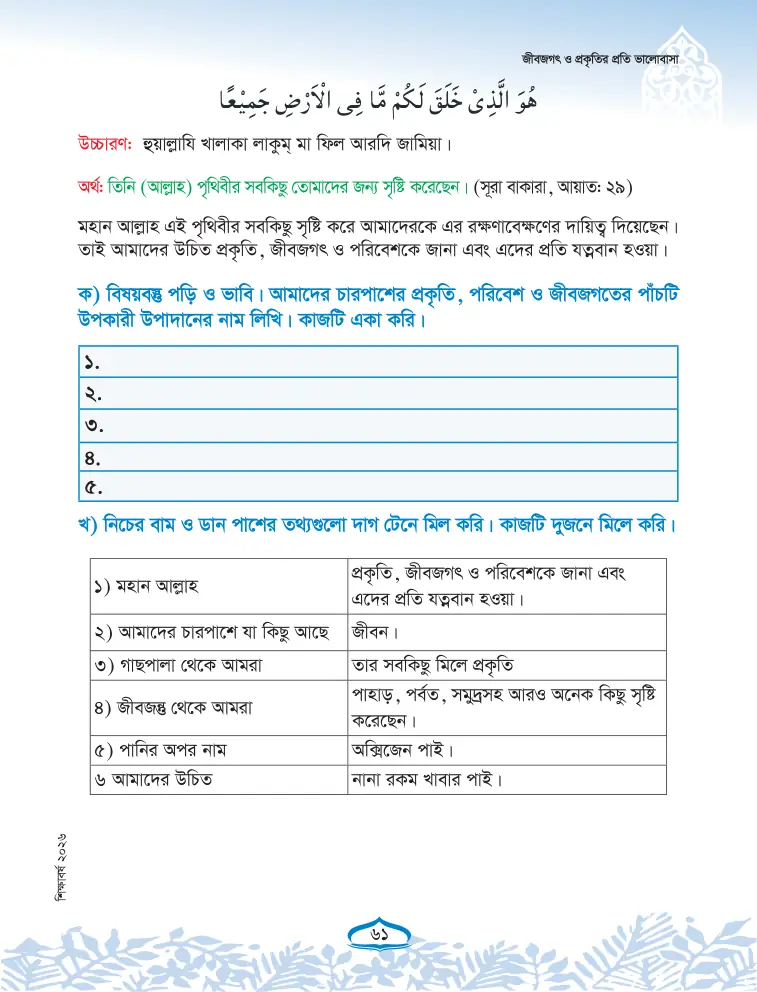 জীবজগৎ ও প্রকৃতির প্রতি ভালোবাসা
هُوَ الَّذِىْ خَلَقَ لَكُمْ مَّا فِى الْاَرْضِ جَمِيْعًا
উচ্চারণ: হুয়াল্লাযি খালাকা লাকুম্ মা ফিল আরদি জামিয়া।
অর্থ: তিনি (আল্লাহ) পৃথিবীর সবকিছু তোমাদের জন্য সৃষ্টি করেছেন। (সূরা বাকারা, আয়াত: ২৯)
মহান আল্লাহ এই পৃথিবীর সবকিছু সৃষ্টি করে আমাদেরকে এর রক্ষণাবেক্ষণের দায়িত্ব দিয়েছেন।
তাই আমাদের উচিত প্রকৃতি, জীবজগৎ ও পরিবেশকে জানা এবং এদের প্রতি যত্নবান হওয়া।
ক) বিষয়বস্তু পড়ি ও ভাবি। আমাদের চারপাশের প্রকৃতি, পরিবেশ ও জীবজগতের পাঁচটি
উপকারী উপাদানের নাম লিখি। কাজটি একা করি।
১.
২.
৩.
৪.
৫.
খ) নিচের বাম ও ডান পাশের তথ্যগুলো দাগ টেনে মিল করি। কাজটি দুজনে মিলে করি।
১) মহান আল্লাহ
প্রকৃতি, জীবজগৎ ও পরিবেশকে জানা এবং
এদের প্রতি যত্নবান হওয়া।
২) আমাদের চারপাশে যা কিছু আছে
জীবন।
৩) গাছপালা থেকে আমরা
তার সবকিছু মিলে প্রকৃতি
৪) জীবজন্তু থেকে আমরা
পাহাড়, পর্বত, সমুদ্রসহ আরও অনেক কিছু সৃষ্টি
করেছেন।
৫) পানির অপর নাম
অক্সিজেন পাই।
৬ আমাদের উচিত
নানা রকম খাবার পাই।
শিক্ষাবর্ষ ২০২৬
৬১